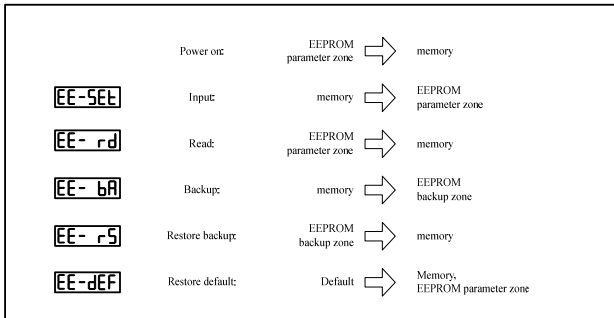 Power on: EEPROM parameter zone memory
EE-SEt Input: memory EEPROM parameter zone
EE- rd Read: EEPROM parameter zone memory
EE- bA Backup: memory EEPROM backup zone
EE- rS Restore backup: EEPROM backup zone memory
EE-dEF Restore default: Default Memory, EEPROM parameter zone